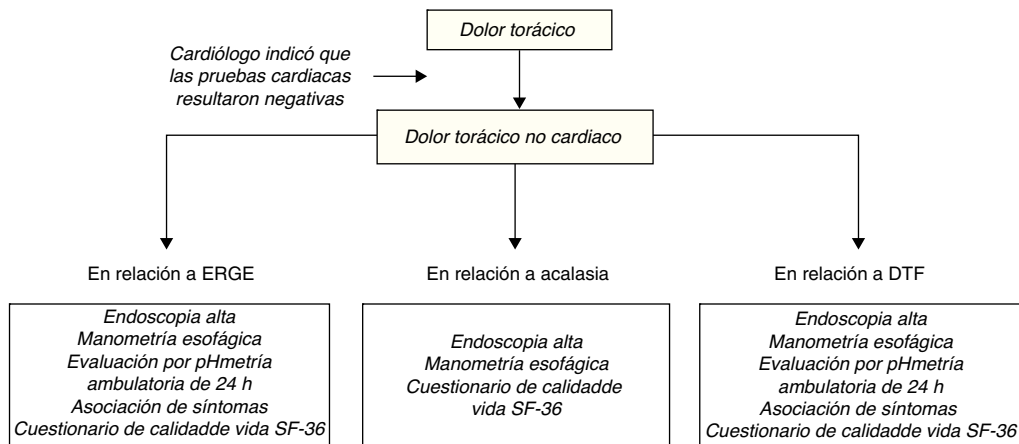 Dolor torácico
Cardiólogo indicó que
las pruebas cardiacas
resultaron negativas
Dolor torácico no cardiaco
En relación a ERGE
Endoscopia alta
Manometría esofágica
Evaluación por pHmetría
ambulatoria de 24 h
Asociación de síntomas
Cuestionario de calidadde vida SF-36
En relación a acalasia
Endoscopia alta
Manometría esofágica
Cuestionario de calidadde
vida SF-36
En relación a DTF
Endoscopia alta
Manometría esofágica
Evaluación por pHmetría
ambulatoria de 24 h
Asociación de síntomas
Cuestionario de calidadde vida SF-36